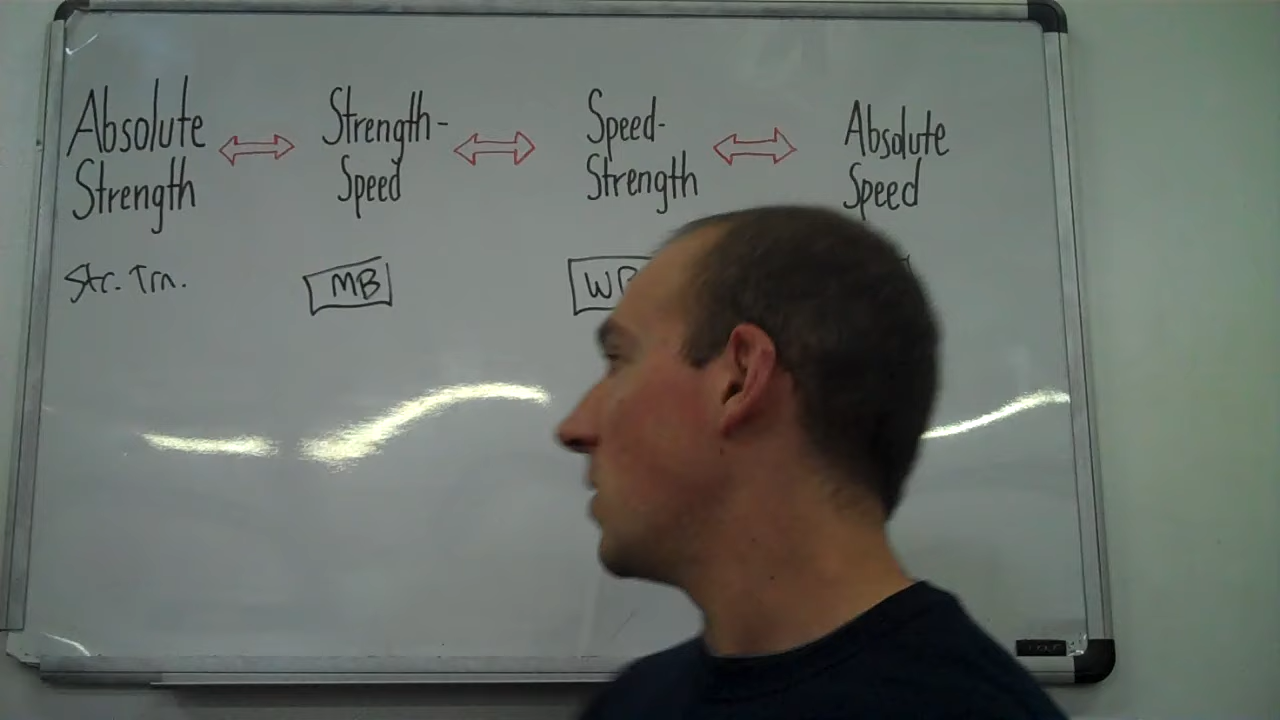 Absolute
Strength
Strength-
Speed
Speed-
Strength
Absolute
Speed
Str. Trn.
MB